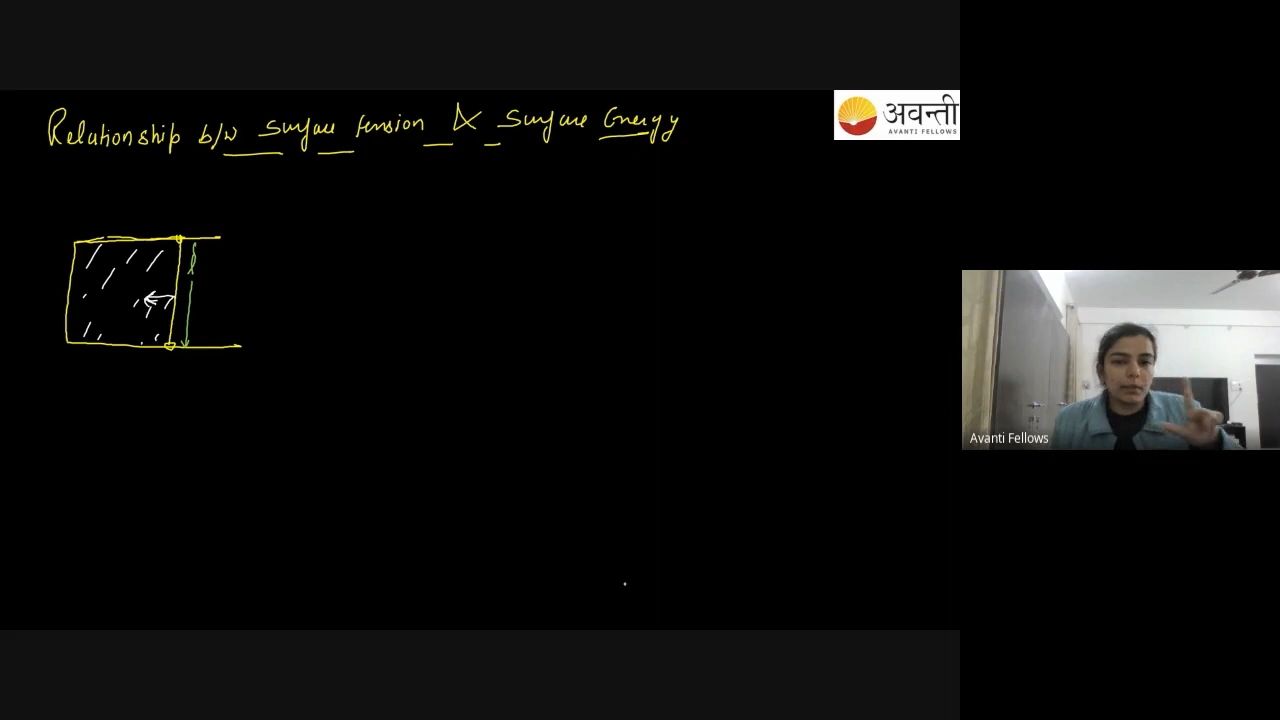 Relationship b/w Surface tension & Surface Energy
अवन्ती
AVANTI FELLOWS
l
Avanti Fellows